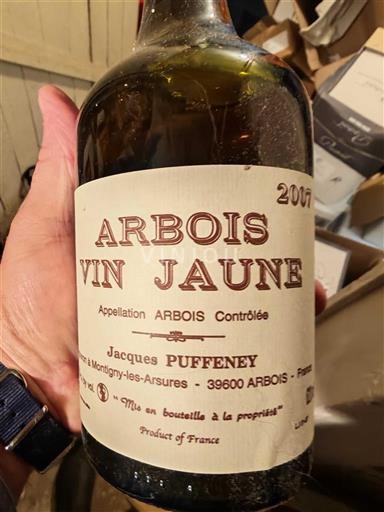 2007
ARBOIS
VIN JAUNE
Appellation ARBOIS Contrôlée
Jacques PUFFENEY
à Montigny-les-Arsures - 39600 ARBOIS - France
vol.
" Mis en bouteille à la propriété"
Product of France